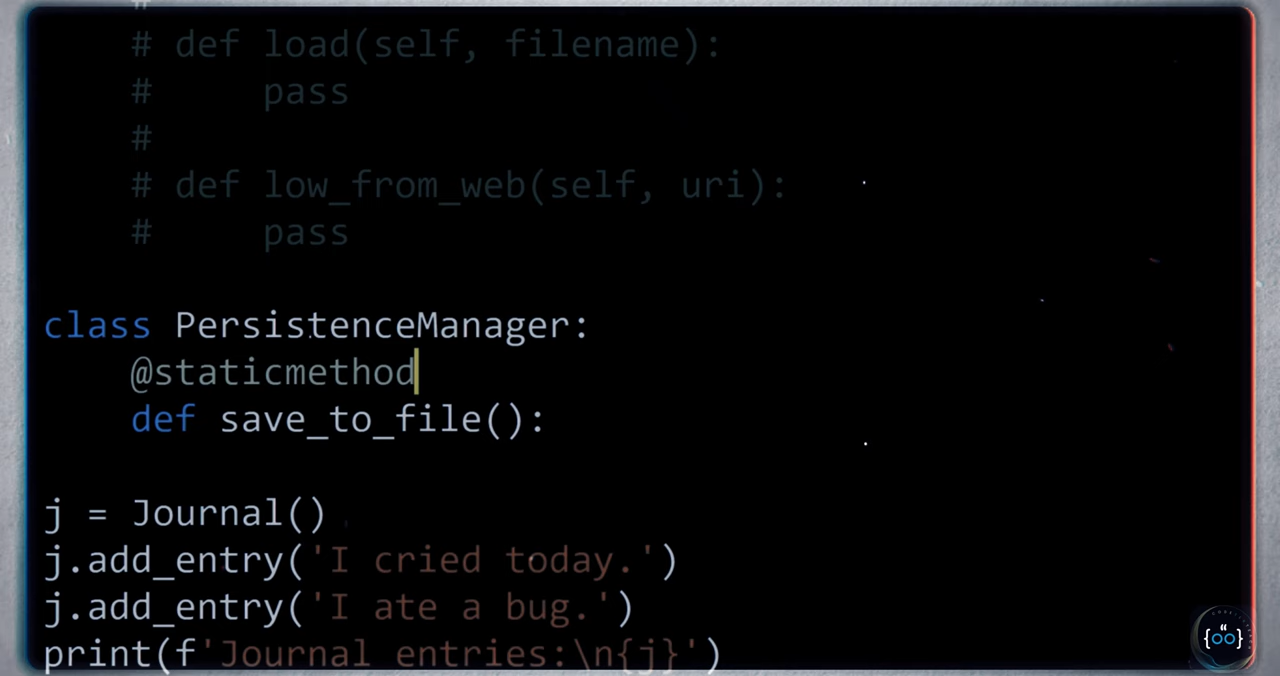 # def load(self, filename):
#     pass
#
# def low_from_web(self, uri):
#     pass
class PersistenceManager:
@staticmethod
def save_to_file():
j = Journal()
j.add_entry('I cried today.')
j.add_entry('I ate a bug.')
print(f'Journal entries:\n{j}')